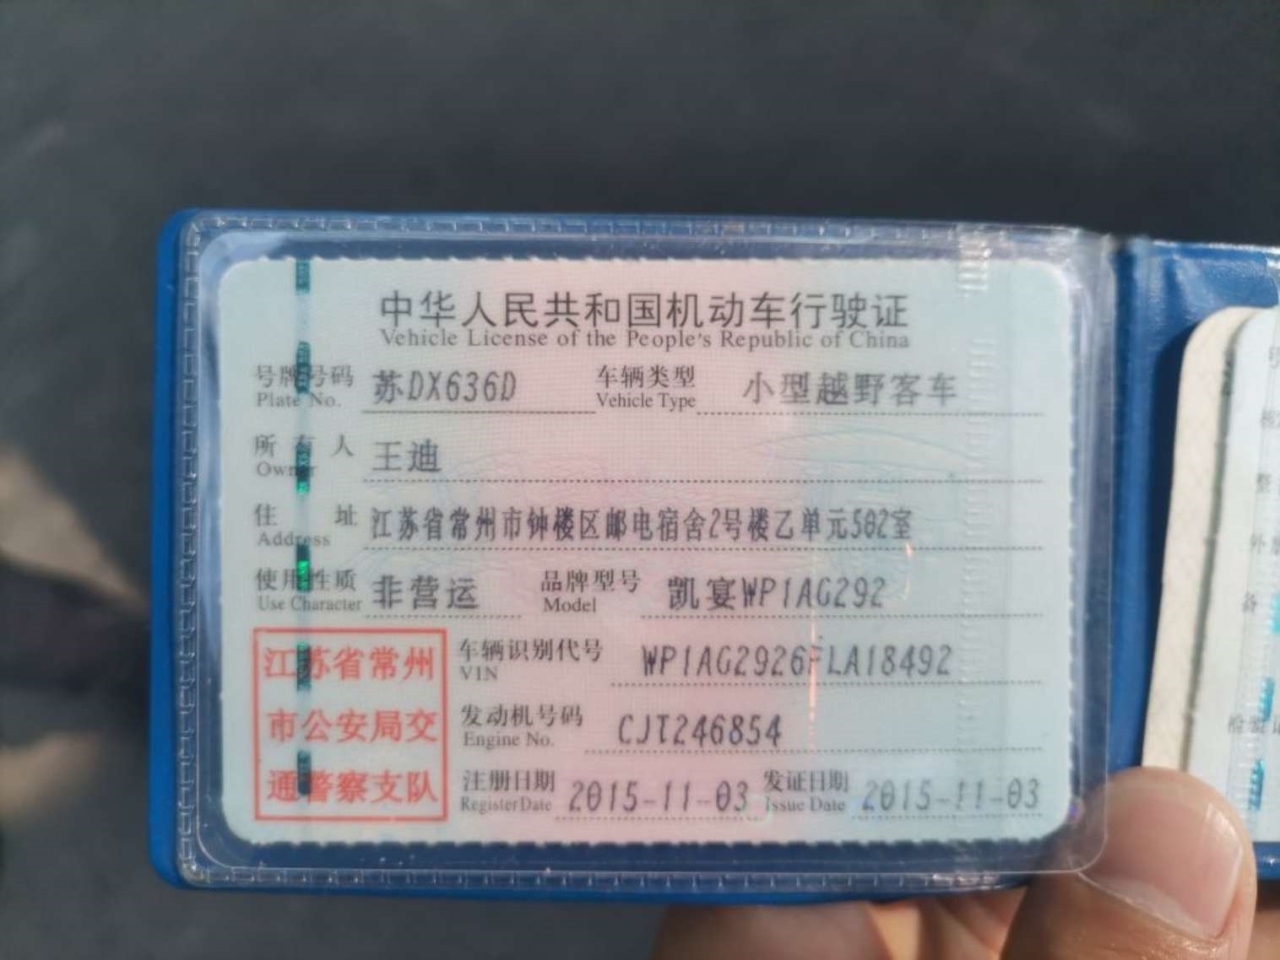 中华人民共和国机动车行驶证
Vehicle License of the People's Republic of China
号牌号码 苏DX636D 车辆类型 小型越野客车
Plate No. Vehicle Type
所有人 王迪
Owner
住址 江苏省常州市钟楼区邮电宿舍2号楼乙单元502室
Address
使用性质 非营运 品牌型号 凯宴WP1AG292
Use Character Model
江苏省常州 车辆识别代号 WP1AG2926FLA18492
VIN
市公安局交 发动机号码 CJT246854
Engine No.
通警察支队 注册日期 2015-11-03 发证日期 2015-11-03
Register Date Issue Date